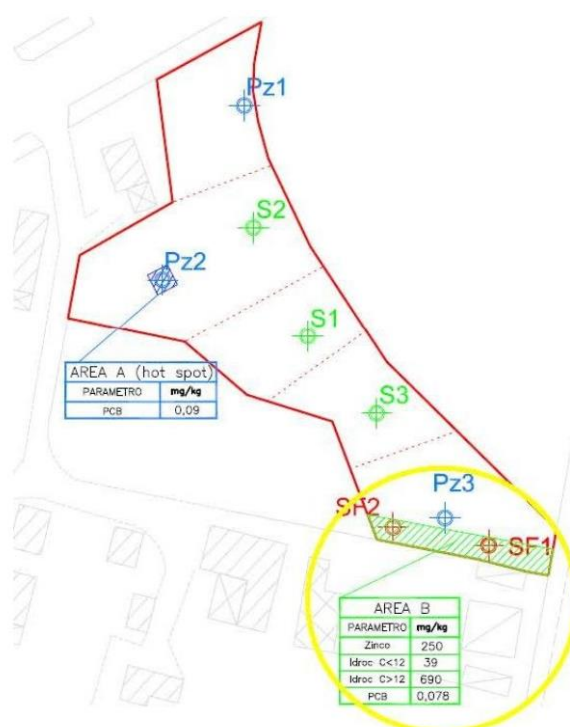 Pz1
S2
Pz2
S1
AREA A (hot spot)
PARAMETRO mg/kg
PCB 0,09
S3
Pz3
SF2
SF1
AREA B
PARAMETRO mg/kg
Zinco 250
Idroc C<12 39
Idroc C>12 690
PCB 0,078